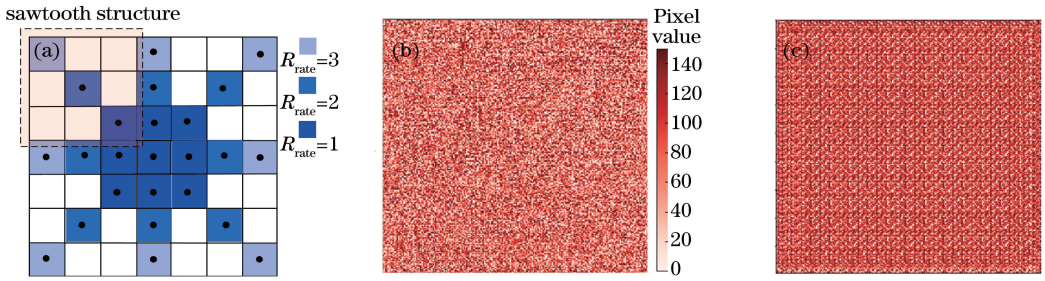 sawtooth structure
(a)
R_rate=3
R_rate=2
R_rate=1
(b)
Pixel
value
140
120
100
80
60
40
20
0
(c)